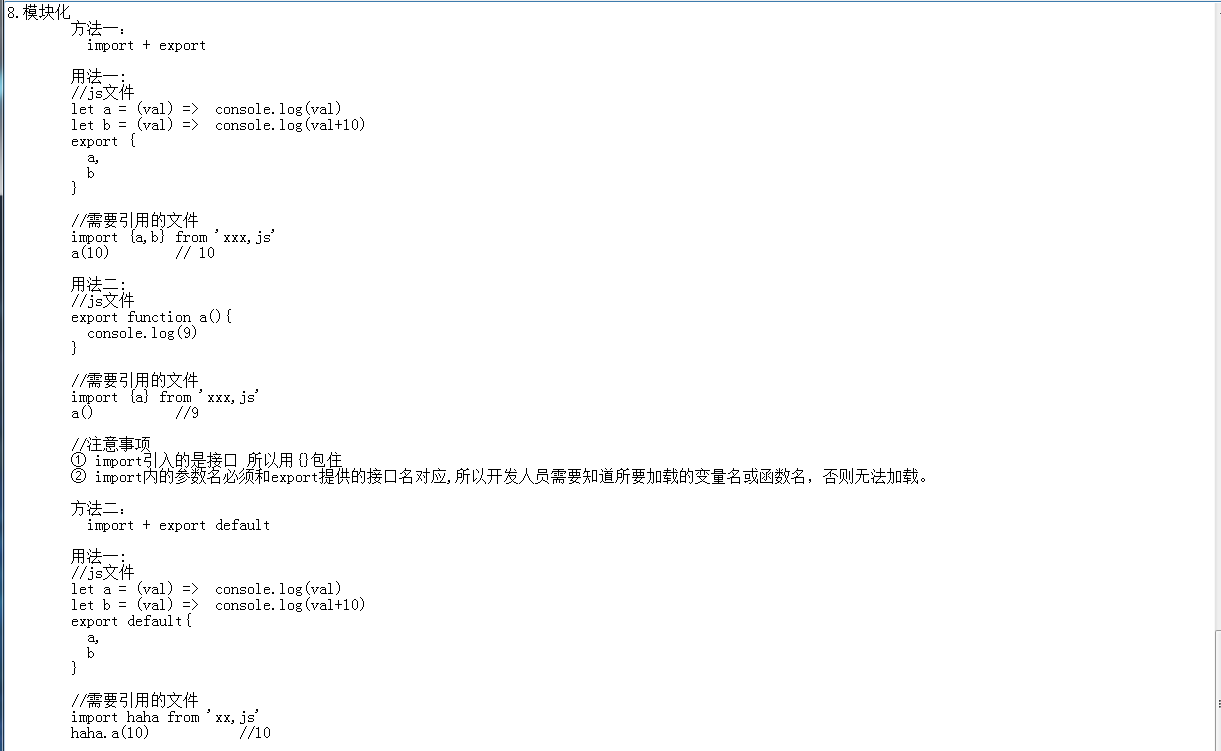 8.模块化
方法一:
import + export
用法一:
//js文件
let a = (val) =>  console.log(val)
let b = (val) =>  console.log(val+10)
export {
a,
b
}
//需要引用的文件
import {a,b} from 'xxx,js'
a(10)        // 10
用法二:
//js文件
export function a(){
console.log(9)
}
//需要引用的文件
import {a} from 'xxx,js'
a()          //9
//注意事项
① import引入的是接口 所以用{}包住
② import内的参数名必须和export提供的接口名对应,所以开发人员需要知道所要加载的变量名或函数名，否则无法加载。
方法二:
import + export default
用法一:
//js文件
let a = (val) =>  console.log(val)
let b = (val) =>  console.log(val+10)
export default{
a,
b
}
//需要引用的文件
import haha from 'xx,js'
haha.a(10)           //10